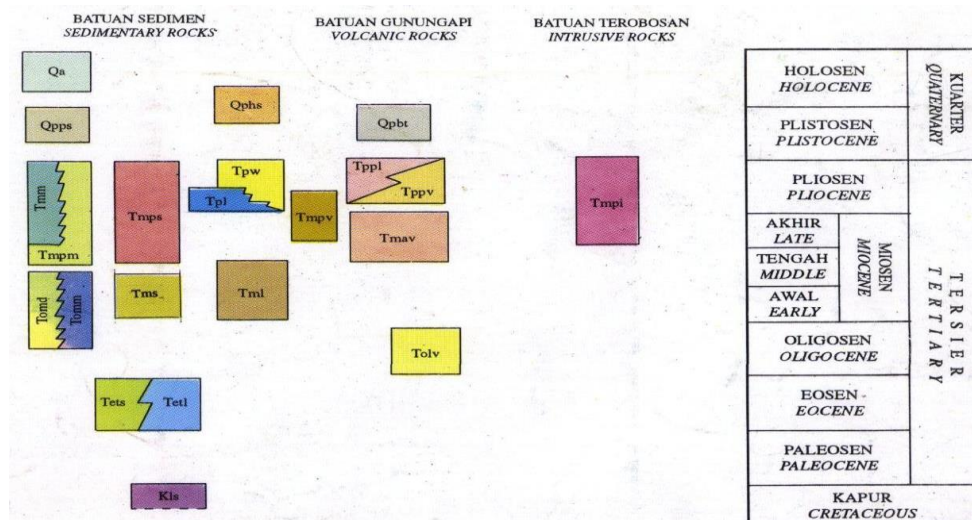 BATUAN SEDIMEN
SEDIMENTARY ROCKS
BATUAN GUNUNGAPI
VOLCANIC ROCKS
BATUAN TEROBOSAN
INTRUSIVE ROCKS
Qa
Qpps
Qphs
Qpbt
Tmm
Tmpm
Tmps
Tpw
Tpl
Tmpv
Tppl
Tppv
Tmav
Tmpi
Tomd
Tomm
Tms
Tml
Tolv
Tets
Tetl
Kls
HOLOSEN
HOLOCENE
PLISTOSEN
PLISTOCENE
KUARTER
QUATERNARY
PLIOSEN
PLIOCENE
AKHIR
LATE
TENGAH
MIDDLE
AWAL
EARLY
MIOSEN
MIOCENE
OLIGOSEN
OLIGOCENE
EOSEN
EOCENE
PALEOSEN
PALEOCENE
TERSIER
TERTIARY
KAPUR
CRETACEOUS